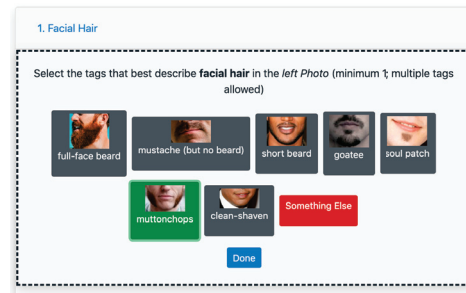 1. Facial Hair
Select the tags that best describe facial hair in the left Photo (minimum 1; multiple tags
allowed)
full-face beard
mustache (but no beard)
short beard
goatee
soul patch
muttonchops
clean-shaven
Something Else
Done